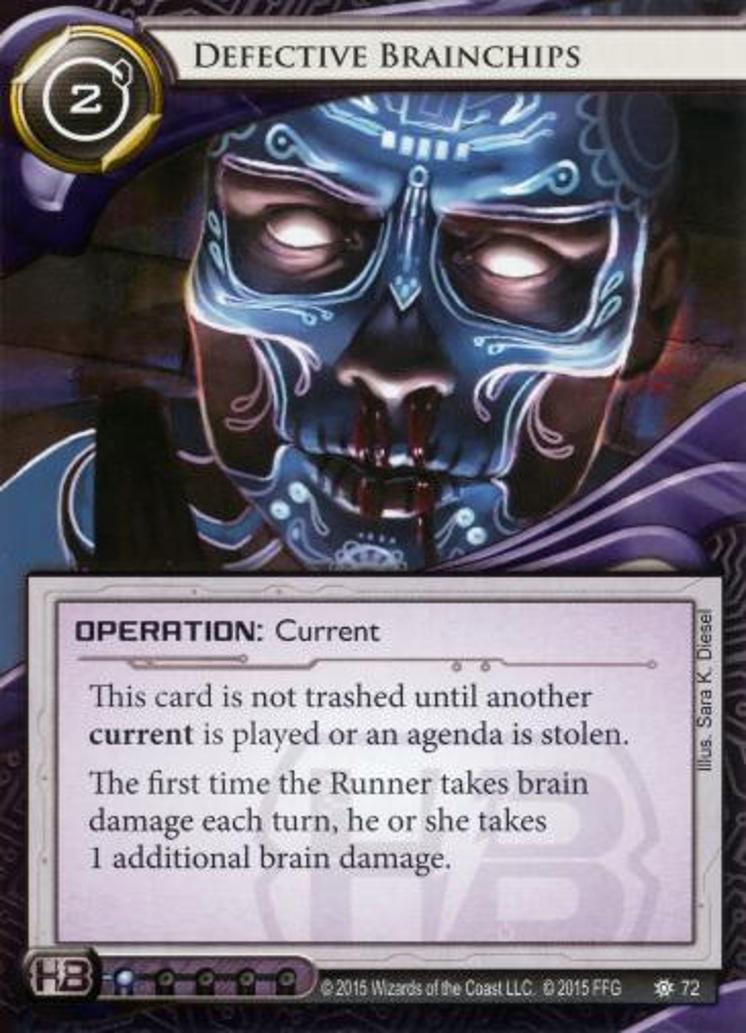 2
DEFECTIVE BRAINCHIPS
OPERATION: Current
This card is not trashed until another
current is played or an agenda is stolen.
The first time the Runner takes brain
damage each turn, he or she takes
1 additional brain damage.
Illus. Sara K. Diesel
HB
HB
© 2015 Wizards of the Coast LLC. © 2015 FFG
72